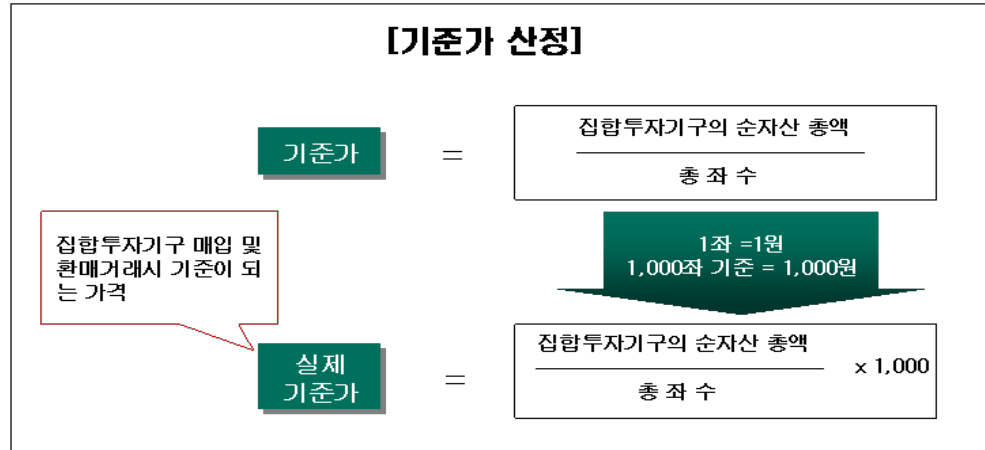 [기준가 산정]
기준가
=
집합투자기구의 순자산 총액
총 좌 수
집합투자기구 매입 및
환매거래시 기준이 되
는 가격
1좌 =1원
1,000좌 기준 = 1,000원
실제
기준가
=
집합투자기구의 순자산 총액
총 좌 수
x 1,000